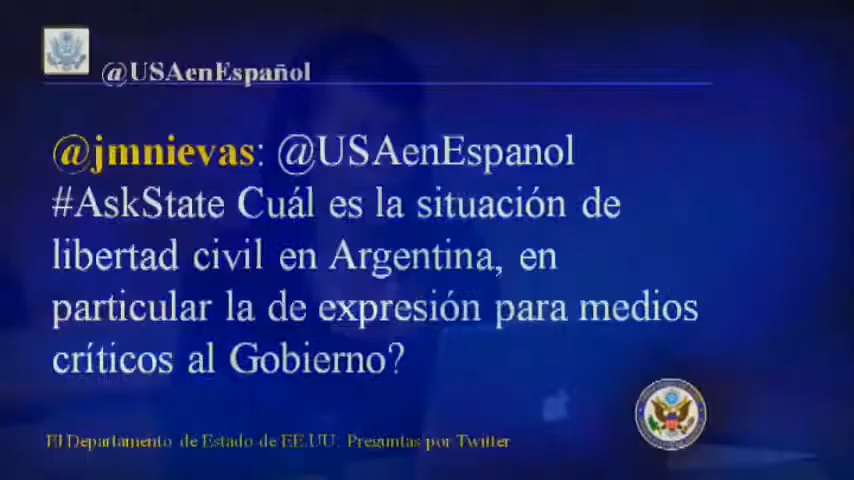 @USAenEspañol
@jmnievas: @USAenEspanol
#AskState Cuál es la situación de
libertad civil en Argentina, en
particular la de expresión para medios
críticos al Gobierno?
El Departamento de Estado de EE.UU: Preguntas por Twitter